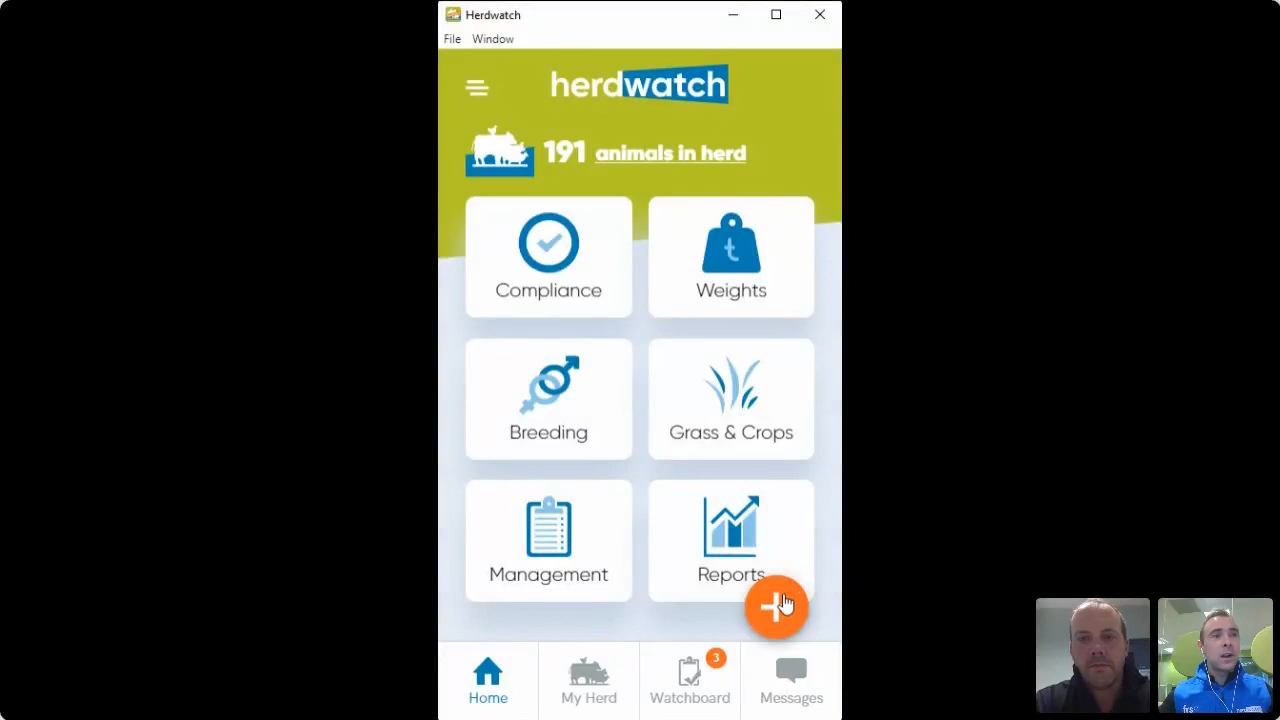 Herdwatch
File Window
herdwatch
191 animals in herd
Compliance
Weights
t
Breeding
Grass & Crops
Management
Reports
Home
My Herd
3
Watchboard
Messages